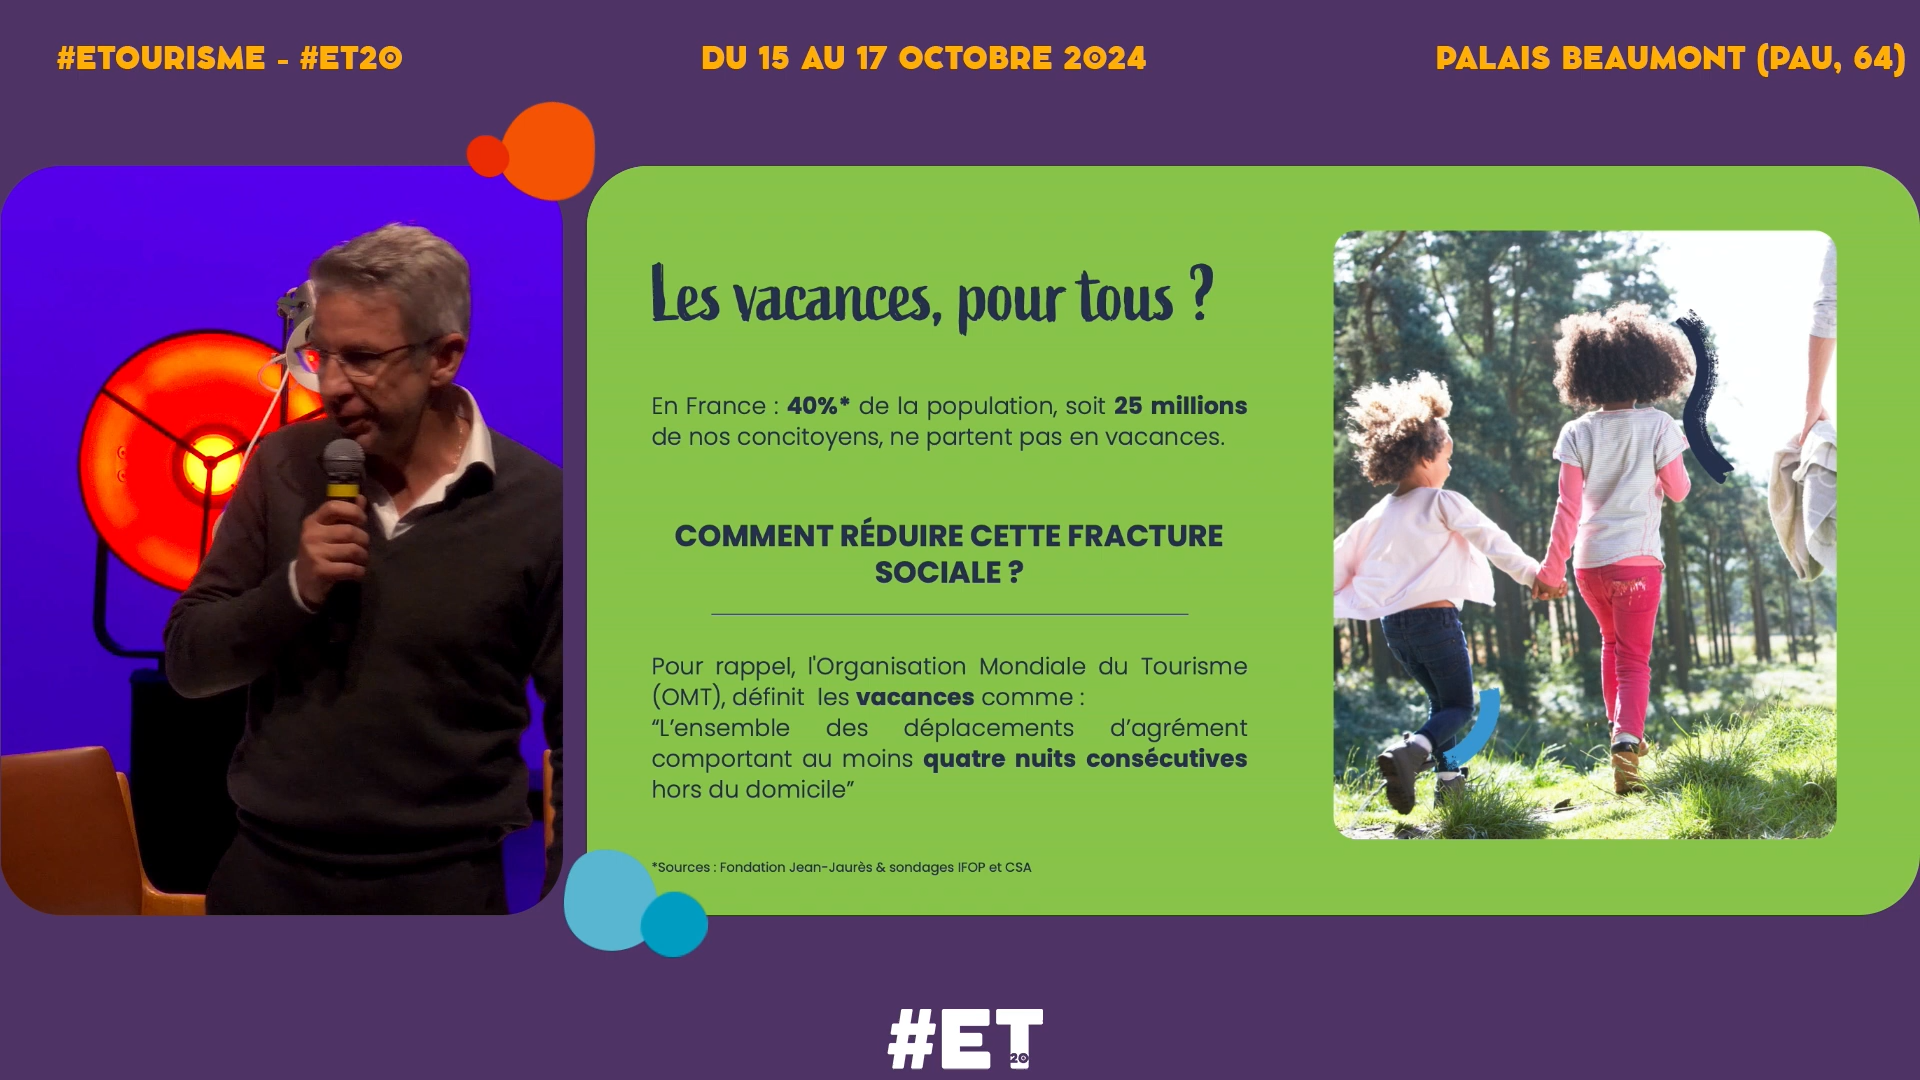 #ETOURISME - #ET20
DU 15 AU 17 OCTOBRE 2024
PALAIS BEAUMONT (PAU, 64)
Les vacances, pour tous ?
En France : 40%* de la population, soit 25 millions
de nos concitoyens, ne partent pas en vacances.
COMMENT RÉDUIRE CETTE FRACTURE
SOCIALE ?
Pour rappel, l'Organisation Mondiale du Tourisme
(OMT), définit les vacances comme :
“L’ensemble des déplacements d’agrément
comportant au moins quatre nuits consécutives
hors du domicile”
*Sources : Fondation Jean-Jaurès & sondages IFOP et CSA
#ET
20